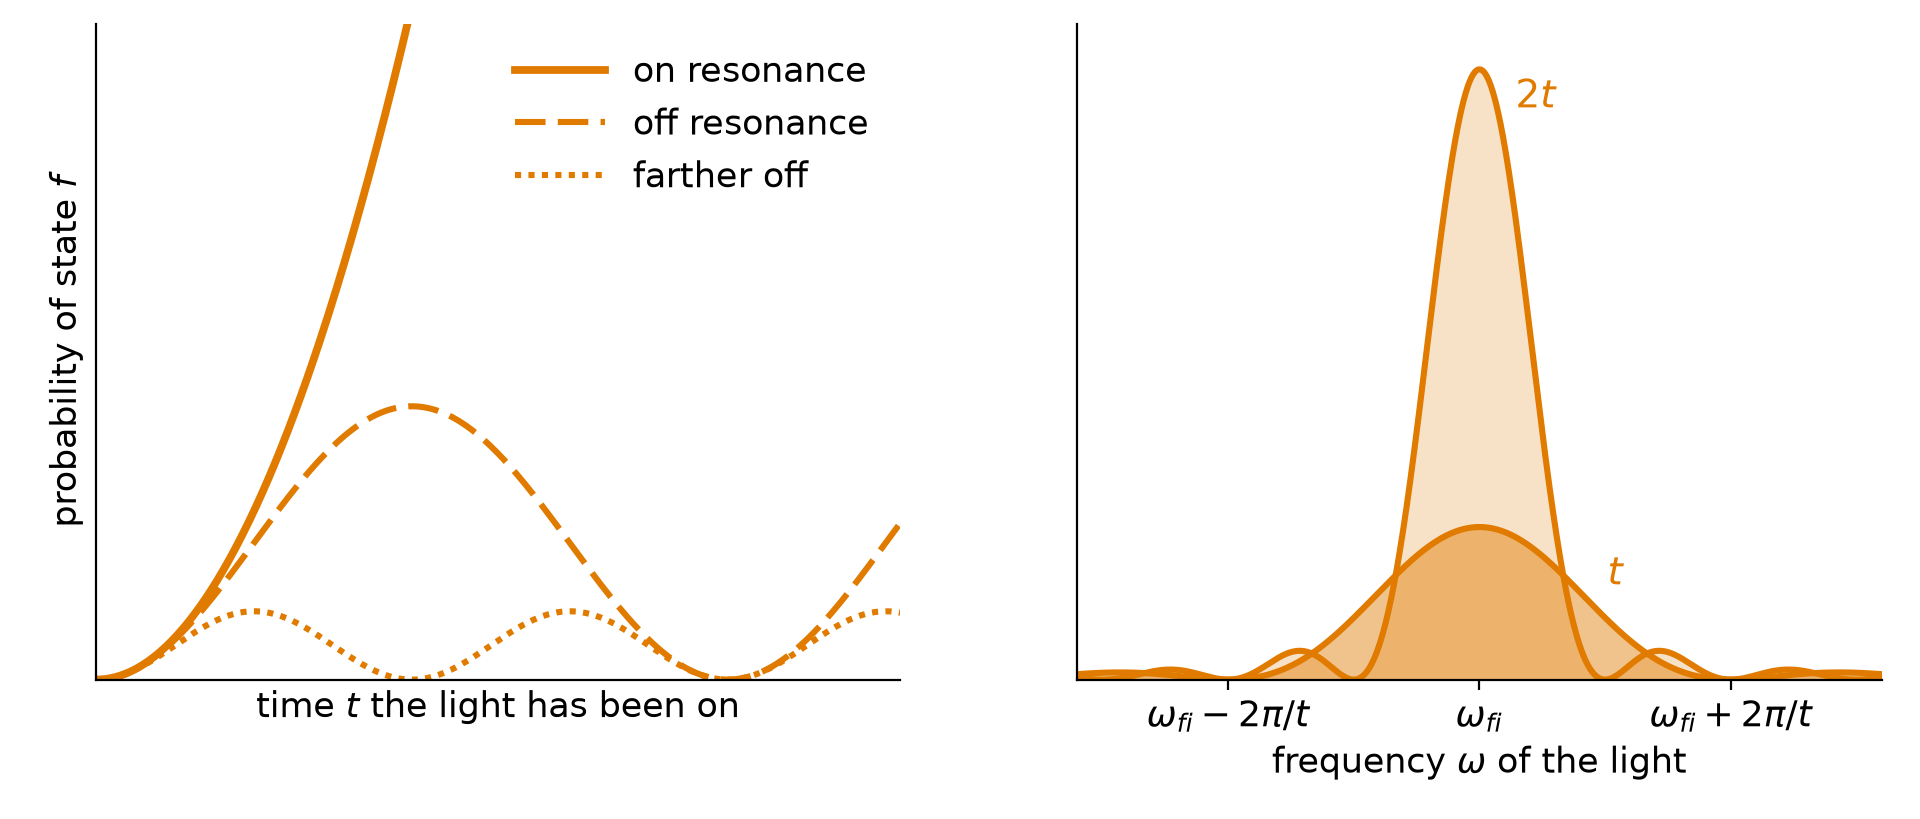 probability of state f
on resonance
off resonance
farther off
time t the light has been on
2t
t
ω_fi − 2π/t
ω_fi
ω_fi + 2π/t
frequency ω of the light